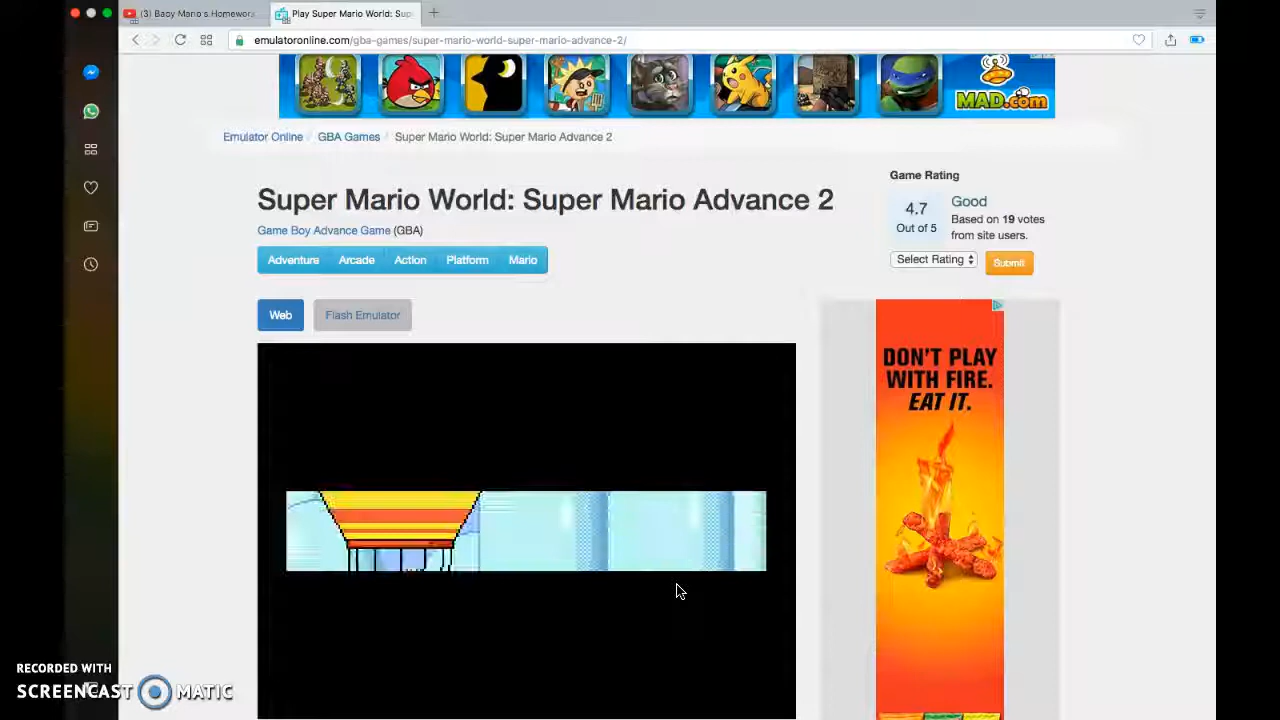 (3) Baby Mario's Homewor
Play Super Mario World: Sup
emulatoronline.com/gba-games/super-mario-world-super-mario-advance-2/
MAD.com
Emulator Online / GBA Games / Super Mario World: Super Mario Advance 2
Game Rating
Super Mario World: Super Mario Advance 2
4.7
Out of 5
Good
Based on 19 votes
from site users.
Game Boy Advance Game (GBA)
Adventure Arcade Action Platform Mario
Select Rating
Submit
Web
Flash Emulator
DON'T PLAY
WITH FIRE.
EAT IT.
RECORDED WITH
SCREENCAST MATIC